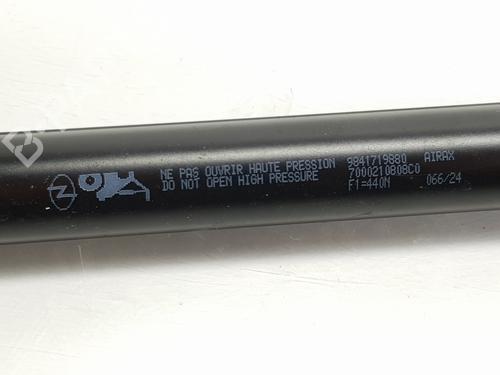 NE PAS OUVRIR HAUTE PRESSION 9841719880 AIRAX
DO NOT OPEN HIGH PRESSURE 7000210808C0
F1=440N 066/24